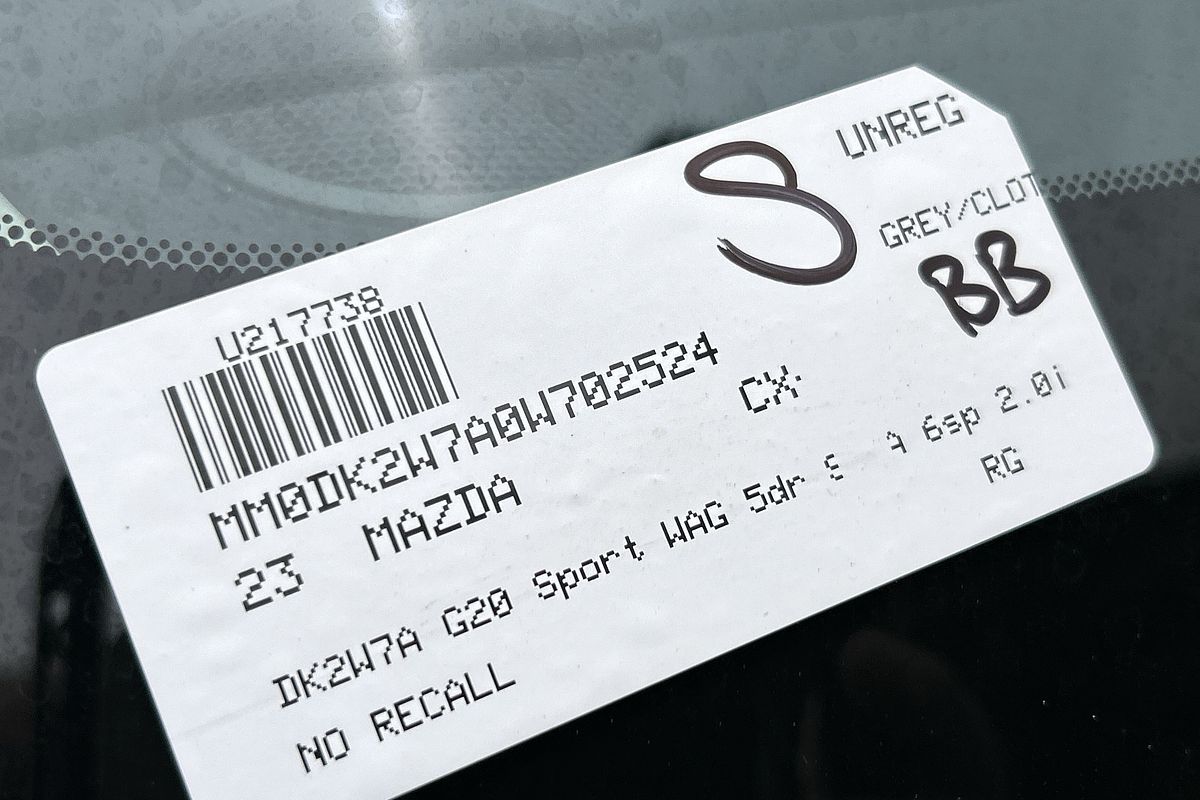 UNREG
GREY/CLOT
BB
U217738
MM0DK2W7A0W702524
23 MAZDA CX-
DK2W7A G20 Sport WAG 5dr 6sp 2.0i
NO RECALL RG